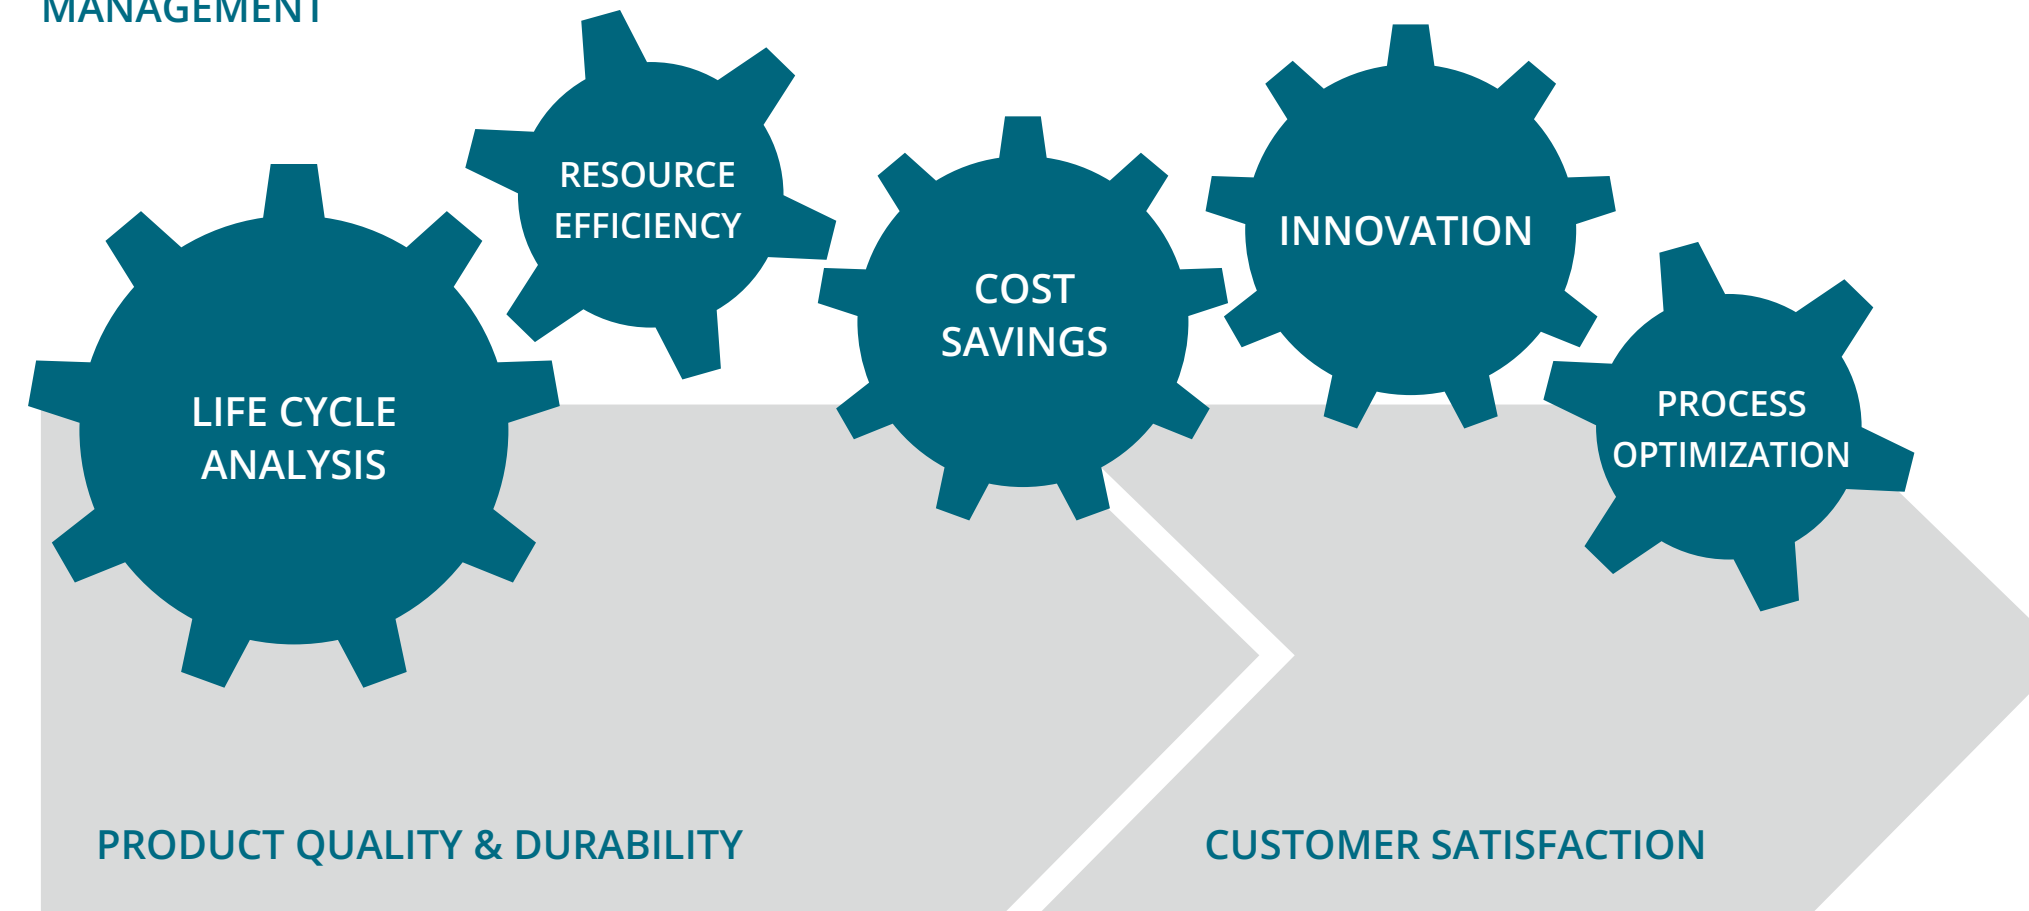 MANAGEMENT
RESOURCE
EFFICIENCY
INNOVATION
COST
SAVINGS
LIFE CYCLE
ANALYSIS
PROCESS
OPTIMIZATION
PRODUCT QUALITY & DURABILITY
CUSTOMER SATISFACTION